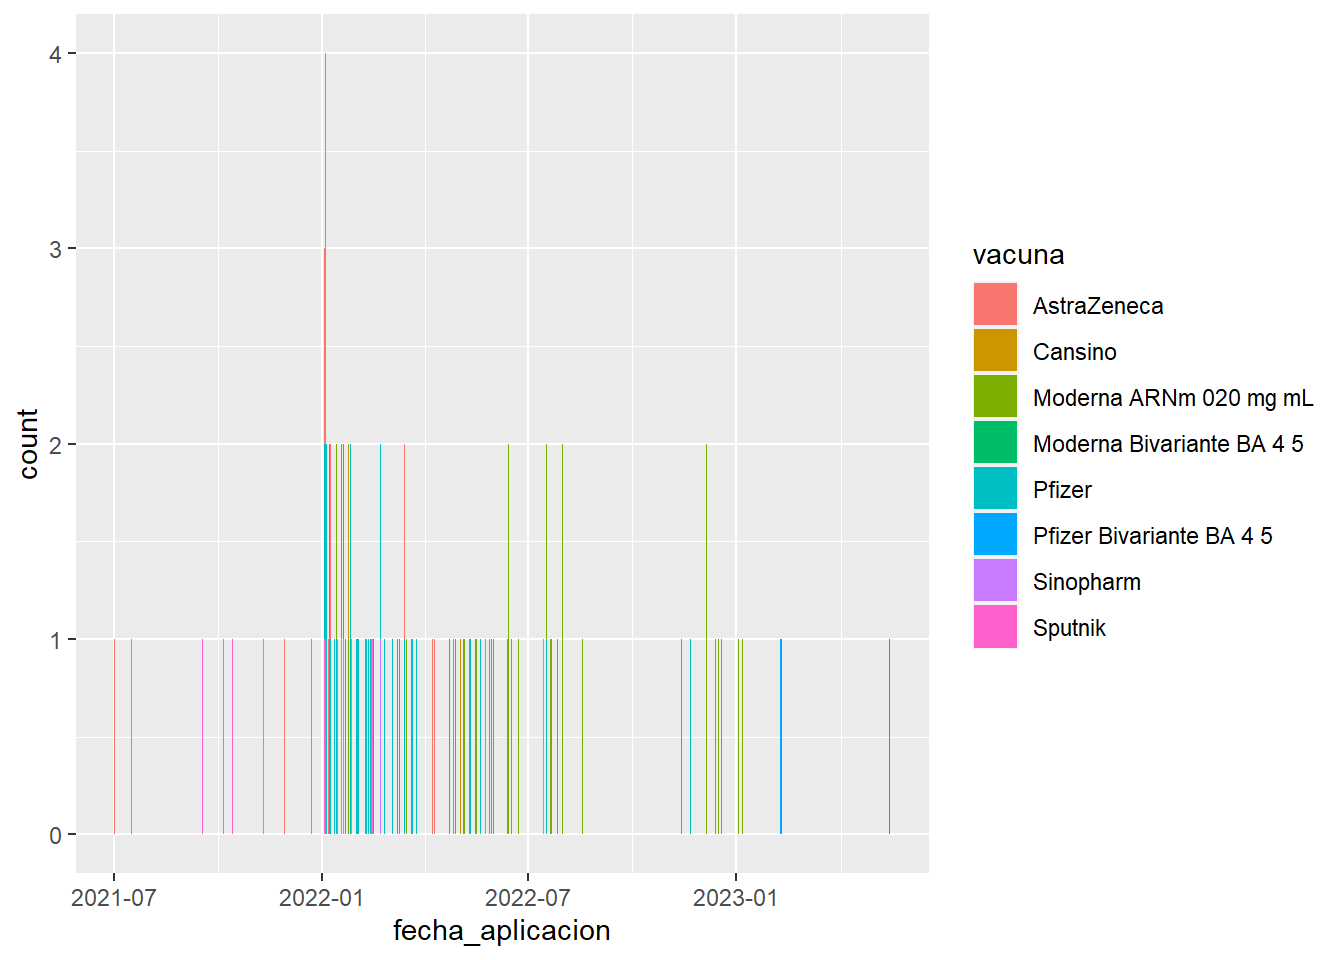 4
3
2
1
0
count
2021-07
2022-01
2022-07
2023-01
fecha_aplicacion
vacuna
AstraZeneca
Cansino
Moderna ARNm 020 mg mL
Moderna Bivariante BA 4 5
Pfizer
Pfizer Bivariante BA 4 5
Sinopharm
Sputnik